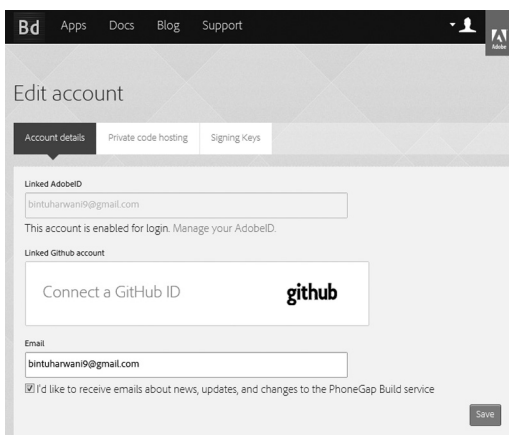 Bd Apps Docs Blog Support
Adobe
Edit account
Account details Private code hosting Signing Keys
Linked AdobeID
bintuharwani9@gmail.com
This account is enabled for login. Manage your AdobeID.
Linked Github account
Connect a GitHub ID github
Email
bintuharwani9@gmail.com
I'd like to receive emails about news, updates, and changes to the PhoneGap Build service
Save